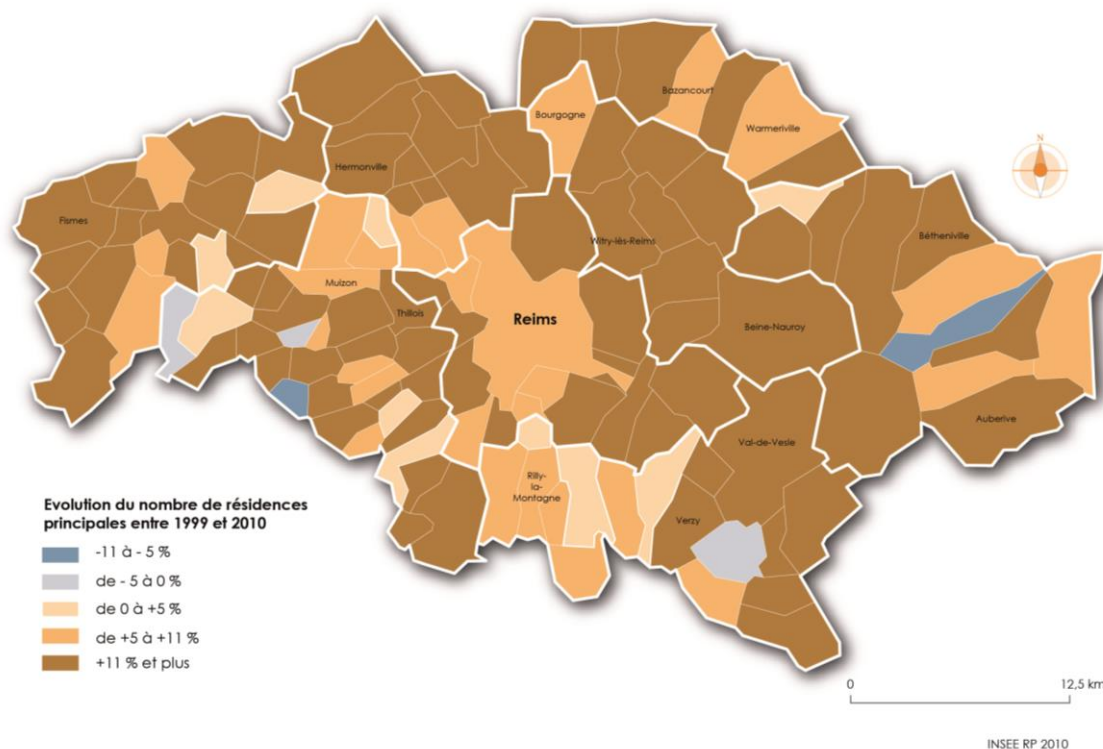 Bazancourt
Bourgogne
Warmeriville
N
Hermonville
Fismes
Witry-lès-Reims
Bétheniville
Muizon
Thillois
Reims
Beine-Nauroy
Auberive
Val-de-Vesle
Rilly-
la-
Montagne
Verzy
Evolution du nombre de résidences
principales entre 1999 et 2010
-11 à - 5 %
de - 5 à 0 %
de 0 à +5 %
de +5 à +11 %
+11 % et plus
0
12,5 km
INSEE RP 2010